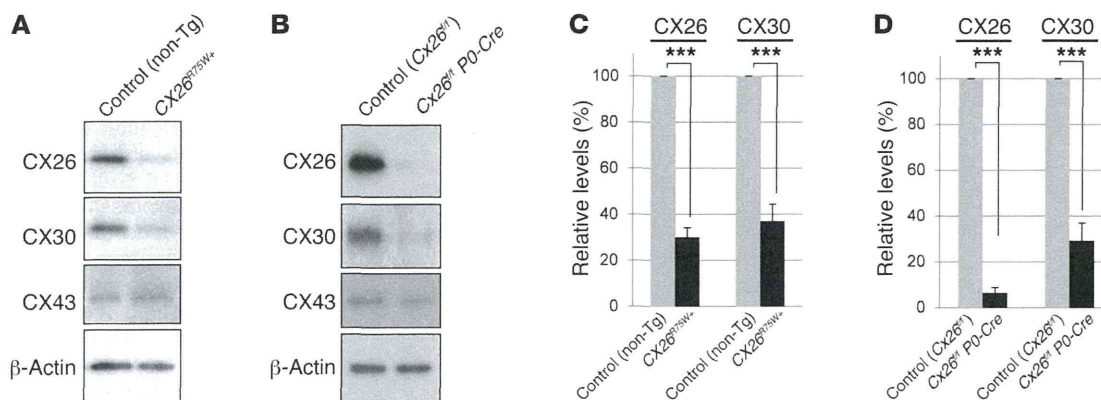 A
Control (non-Tg)
CX26ᴿ⁷⁵ᵂ⁺
CX26
CX30
CX43
β-Actin
B
Control (Cx26ᶠ/ᶠ)
Cx26ᶠ/ᶠ P0-Cre
CX26
CX30
CX43
β-Actin
C
CX26
CX30
***
***
Relative levels (%)
100
80
60
40
20
0
Control (non-Tg)
CX26ᴿ⁷⁵ᵂ⁺
Control (non-Tg)
CX26ᴿ⁷⁵ᵂ⁺
D
CX26
CX30
***
***
Relative levels (%)
100
80
60
40
20
0
Control (Cx26ᶠ/ᶠ)
Cx26ᶠ/ᶠ P0-Cre
Control (Cx26ᶠ/ᶠ)
Cx26ᶠ/ᶠ P0-Cre